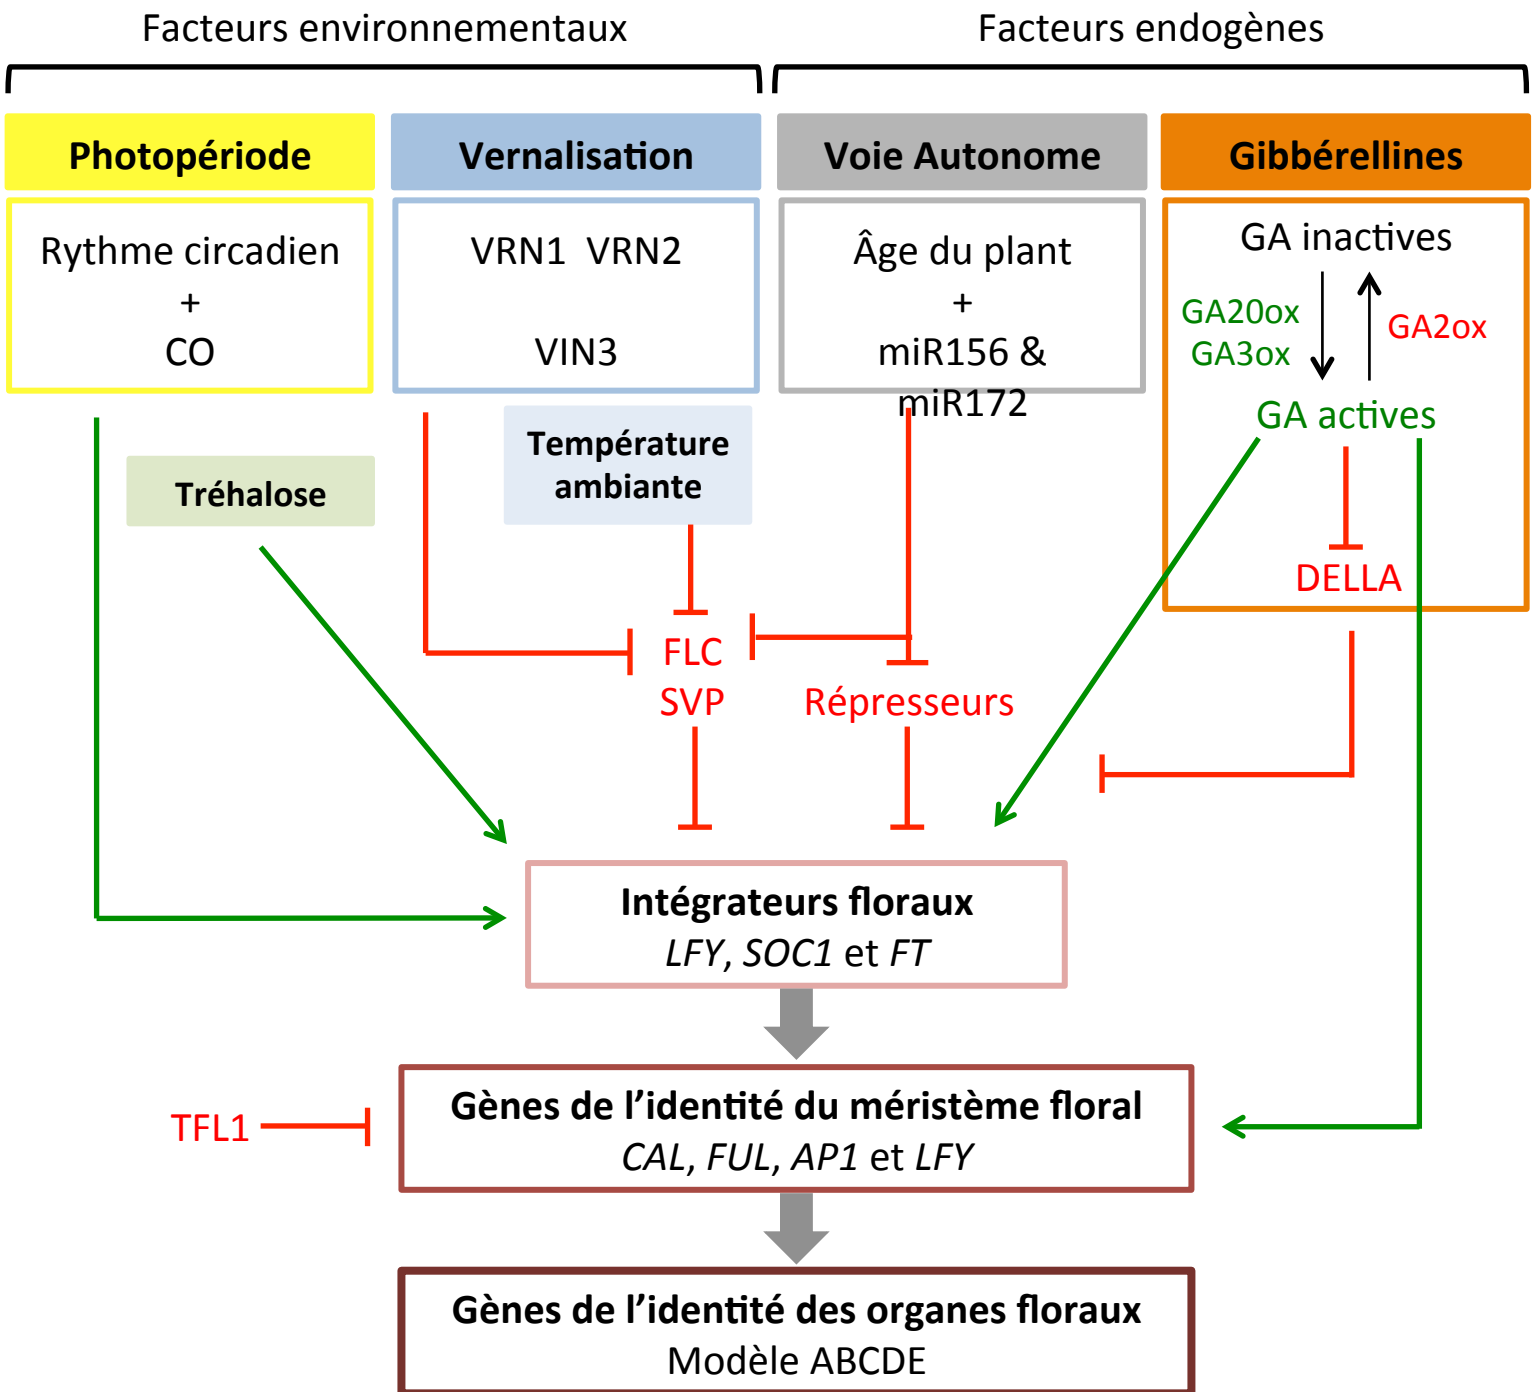 Facteurs environnementaux
Facteurs endogènes
Photopériode
Vernalisation
Voie Autonome
Gibbérellines
Rythme circadien
+
CO
VRN1 VRN2
VIN3
Âge du plant
+
miR156 &
miR172
GA inactives
GA20ox
GA3ox
GA2ox
GA actives
DELLA
Tréhalose
Température
ambiante
FLC
SVP
Répresseurs
Intégrateurs floraux
LFY, SOC1 et FT
TFL1
Gènes de l’identité du méristème floral
CAL, FUL, AP1 et LFY
Gènes de l’identité des organes floraux
Modèle ABCDE